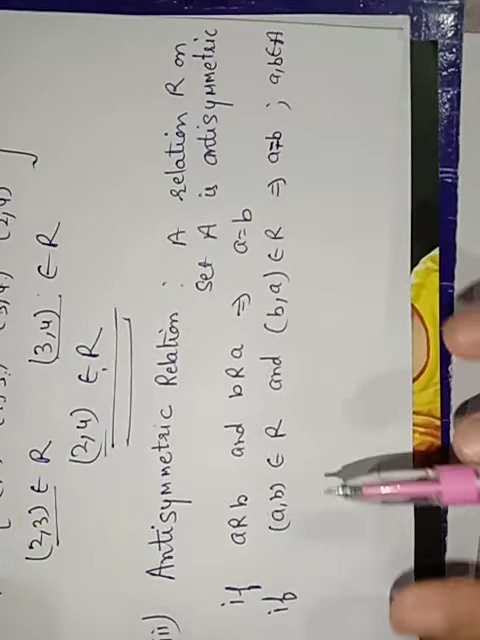 (2,3) ∈ R (3,4) ∈ R
(2,4) ∈ R
iii) Antisymmetric Relation : A relation R on
set A is antisymmetric
if aRb and bRa ⇒ a=b
if (a,b) ∈ R and (b,a) ∈ R ⇒ a=b ; a,b∈A